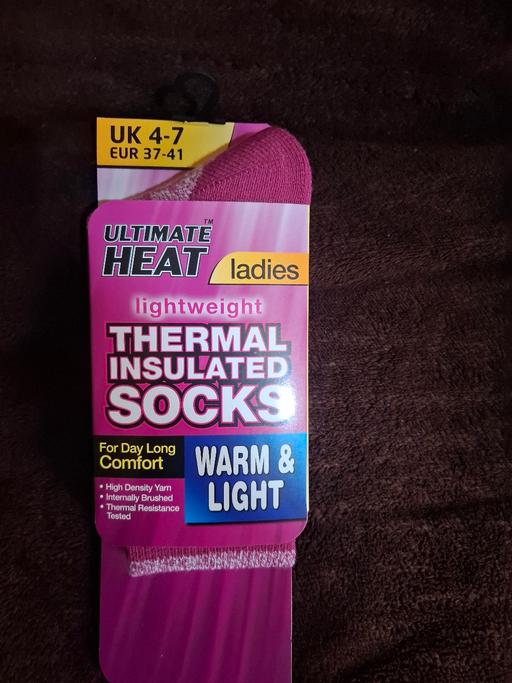 UK 4-7
EUR 37-41
ULTIMATE™
HEAT
ladies
lightweight
THERMAL
INSULATED
SOCKS
For Day Long
Comfort
• High Density Yarn
• Internally Brushed
• Thermal Resistance
Tested
WARM &
LIGHT